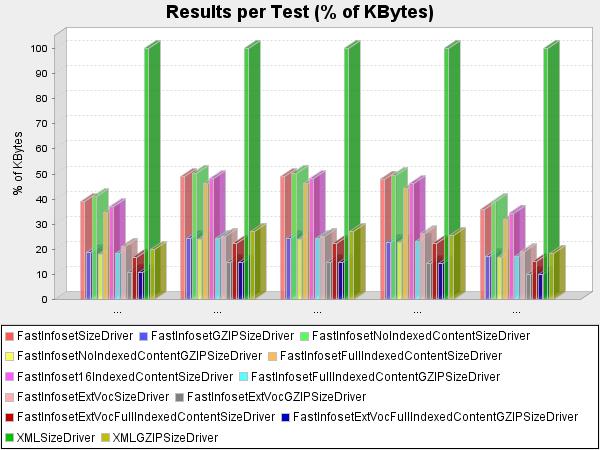 Results per Test (% of KBytes)
100
90
80
70
60
50
40
30
20
10
0
% of KBytes
... ... ... ... ...
FastInfosetSizeDriver FastInfosetGZIPSizeDriver FastInfosetNoIndexedContentSizeDriver
FastInfosetNoIndexedContentGZIPSizeDriver FastInfosetFullIndexedContentSizeDriver
FastInfoset16IndexedContentSizeDriver FastInfosetFullIndexedContentGZIPSizeDriver
FastInfosetExtVocSizeDriver FastInfosetExtVocGZIPSizeDriver
FastInfosetExtVocFullIndexedContentSizeDriver FastInfosetExtVocFullIndexedContentGZIPSizeDriver
XMLSizeDriver XMLGZIPSizeDriver